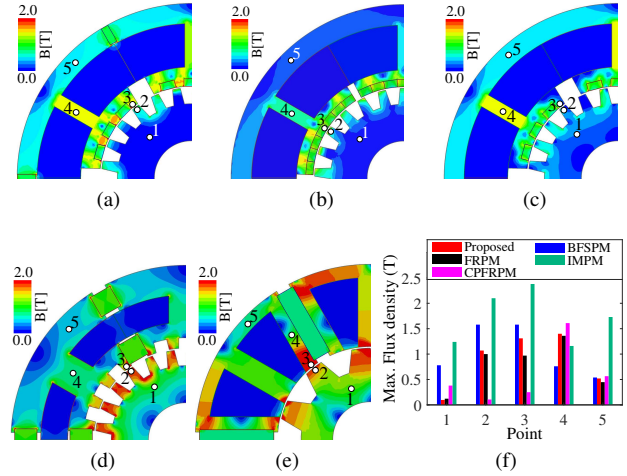 2.0
B[T]
0.0
5
4
3
2
1
(a)
2.0
B[T]
0.0
5
4
3
2
1
(b)
2.0
B[T]
0.0
5
4
3
2
1
(c)
2.0
B[T]
0.0
5
4
3
2
1
(d)
2.0
B[T]
0.0
5
4
3
2
1
(e)
Max. Flux density (T)
Proposed
BFSPM
FRPM
IMPM
CPFRPM
2.5
2
1.5
1
0.5
0
1 2 3 4 5
Point
(f)